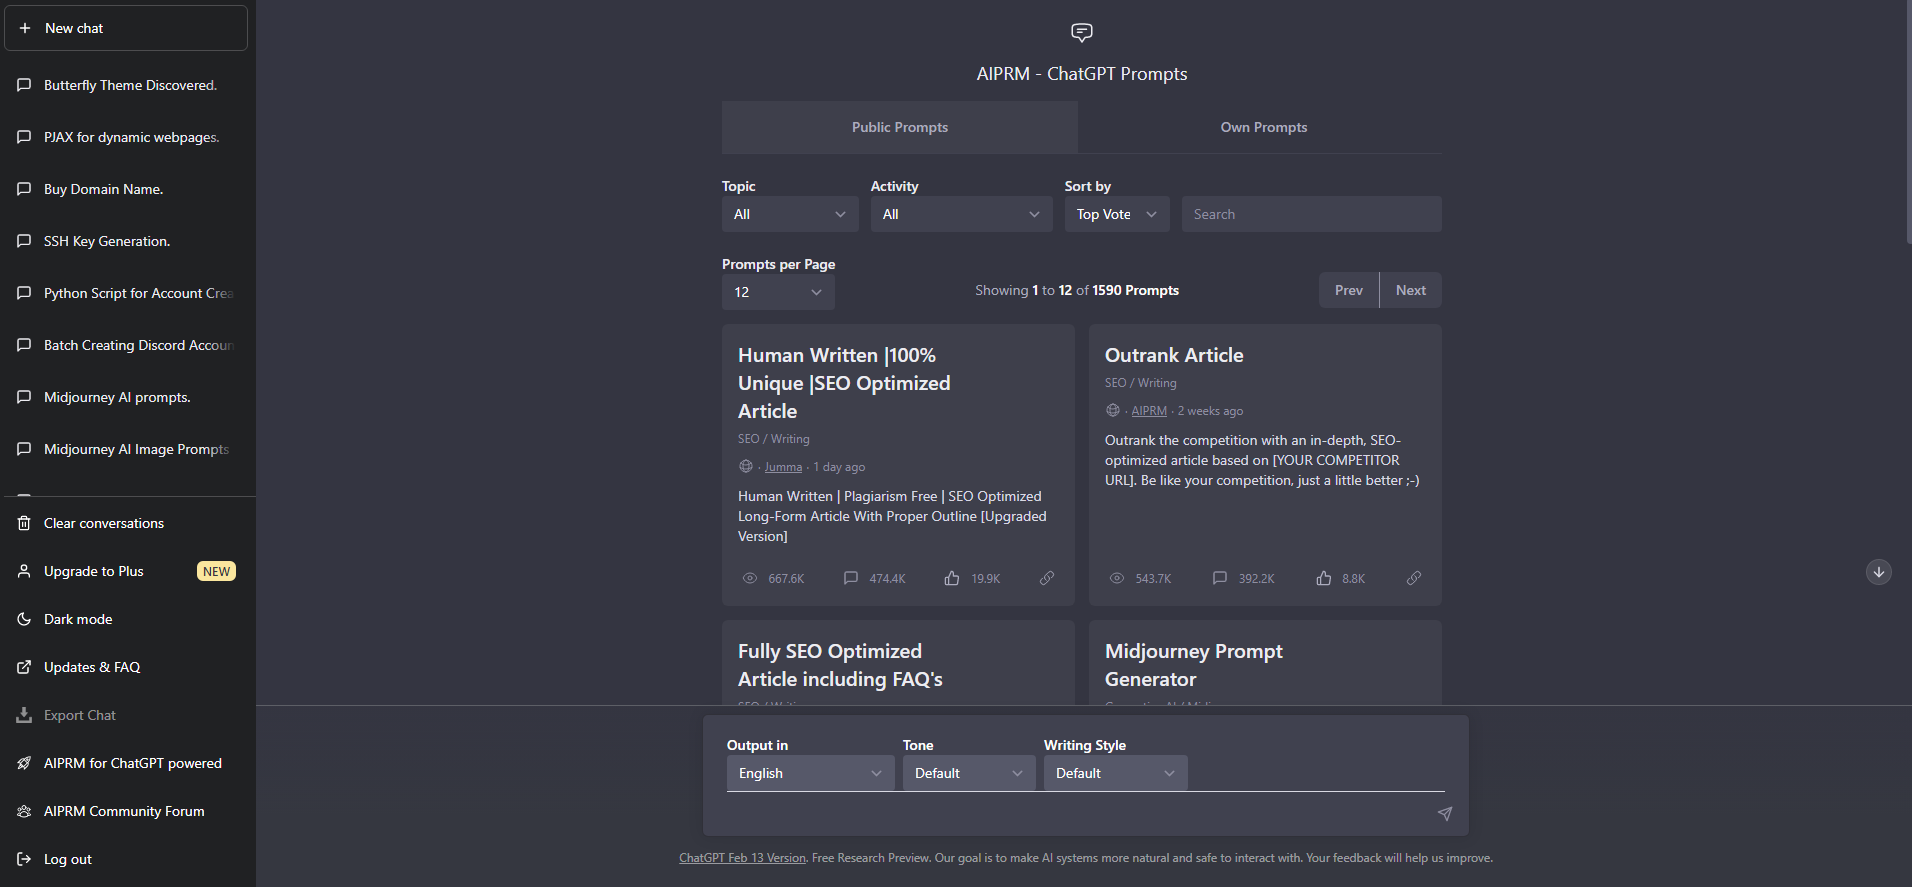 New chat
Butterfly Theme Discovered.
PJAX for dynamic webpages.
Buy Domain Name.
SSH Key Generation.
Python Script for Account Crea
Batch Creating Discord Accoun
Midjourney AI prompts.
Midjourney AI Image Prompts
Clear conversations
Upgrade to Plus NEW
Dark mode
Updates & FAQ
Export Chat
AIPRM for ChatGPT powered
AIPRM Community Forum
Log out
AIPRM - ChatGPT Prompts
Public Prompts Own Prompts
Topic Activity Sort by
All All Top Vote Search
Prompts per Page
12 Showing 1 to 12 of 1590 Prompts Prev Next
Human Written |100%
Unique |SEO Optimized
Article
SEO / Writing
· Jumma · 1 day ago
Human Written | Plagiarism Free | SEO Optimized
Long-Form Article With Proper Outline [Upgraded
Version]
667.6K 474.4K 19.9K
Outrank Article
SEO / Writing
· AIPRM · 2 weeks ago
Outrank the competition with an in-depth, SEO-
optimized article based on [YOUR COMPETITOR
URL]. Be like your competition, just a little better ;-)
543.7K 392.2K 8.8K
Fully SEO Optimized
Article including FAQ's
SEO / Writing
Midjourney Prompt
Generator
Output in Tone Writing Style
English Default Default
ChatGPT Feb 13 Version. Free Research Preview. Our goal is to make AI systems more natural and safe to interact with. Your feedback will help us improve.